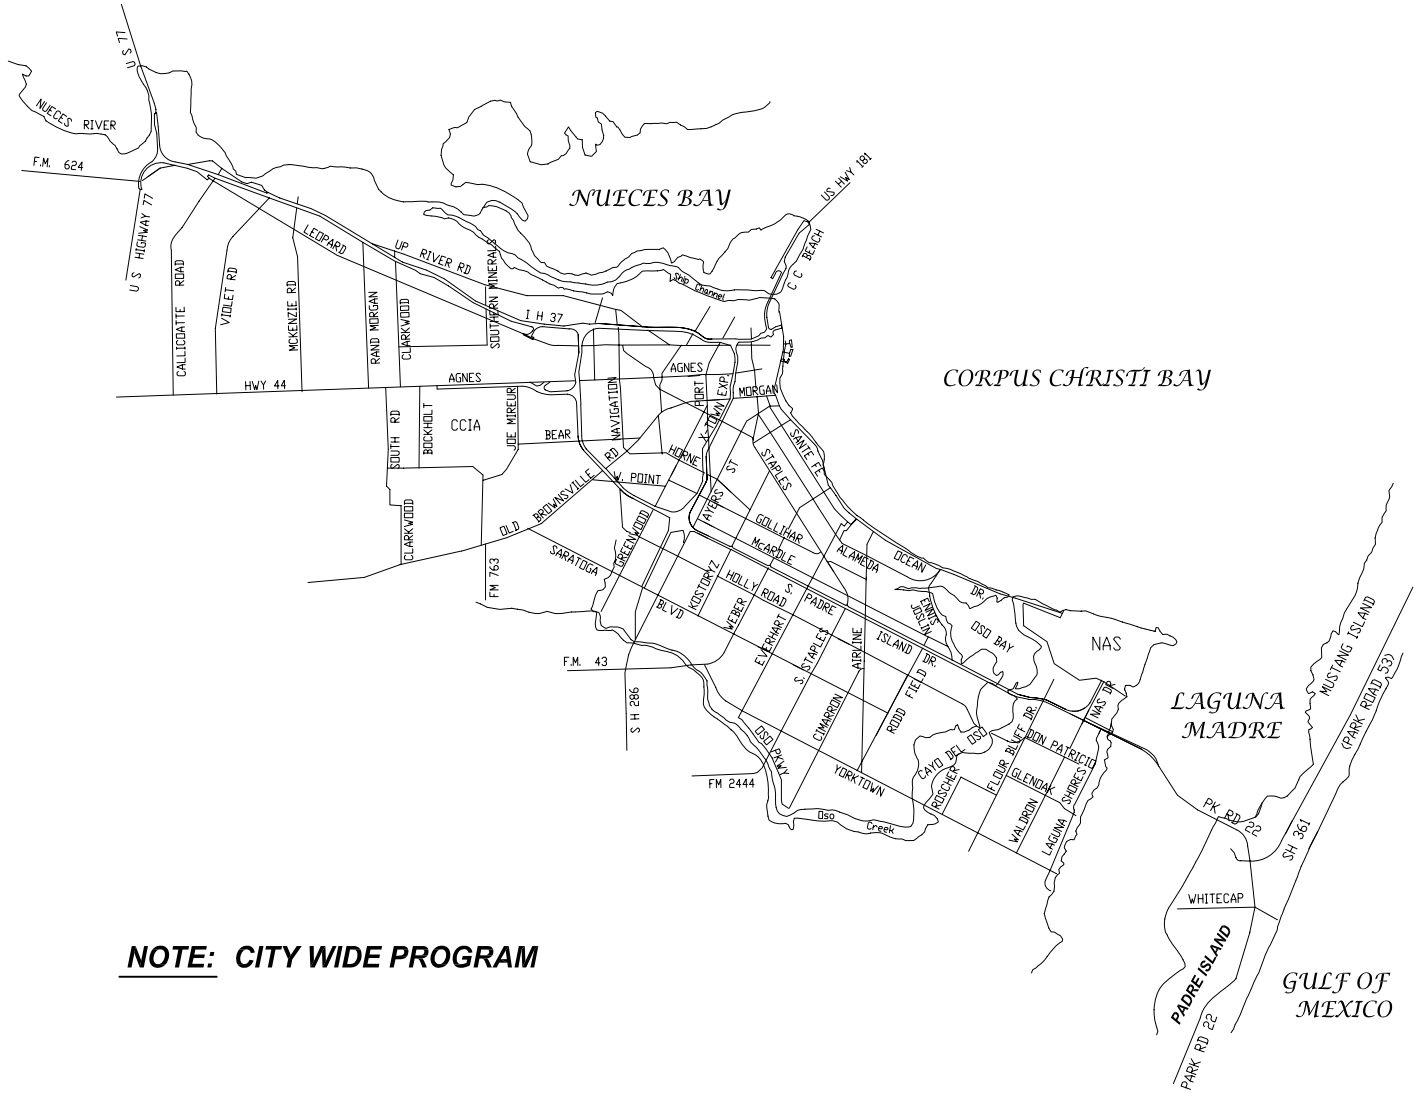 US 77
NUECES RIVER
F.M. 624
US HIGHWAY 77
NUECES BAY
US HWY 181
C C BEACH
Ship Channel
LEOPARD
UP RIVER RD
SOUTHERN MINERALS
I H 37
CALLICOATTE ROAD
VIOLET RD
MCKENZIE RD
RAND MORGAN
CLARKWOOD
HWY 44
AGNES
AGNES
NAVIGATION
PORT
X-TOWN EXP.
MORGAN
CORPUS CHRISTI BAY
SOUTH RD
BOCKHOLT
CCIA
JOE MIREUR
BEAR
HORNE
W. POINT
OLD BROWNSVILLE RD
AYERS ST
STAPLES
SANTE FE
CLARKWOOD
FM 763
SARATOGA BLVD
GREENWOOD
KOSTORYZ
WEBER
GOLLIHAR
McARDLE
HOLLY ROAD
S. PADRE ISLAND DR.
ALAMEDA
OCEAN DR.
ENNIS JOSLIN
OSO BAY
NAS
EVERHART
S. STAPLES
AIRLINE
RODD FIELD
CIMARRON
F.M. 43
S H 286
FM 2444
OSO PKWY
YORKTOWN
Oso Creek
CAYO DEL OSO
ROSCHER
FLOUR BLUFF DR.
DON PATRICIO
GLENOAK
WALDRON
LAGUNA SHORES
NAS DR
LAGUNA
MADRE
MUSTANG ISLAND
(PARK ROAD 53)
PK RD 22
SH 361
WHITECAP
PADRE ISLAND
PARK RD 22
GULF OF
MEXICO
NOTE: CITY WIDE PROGRAM